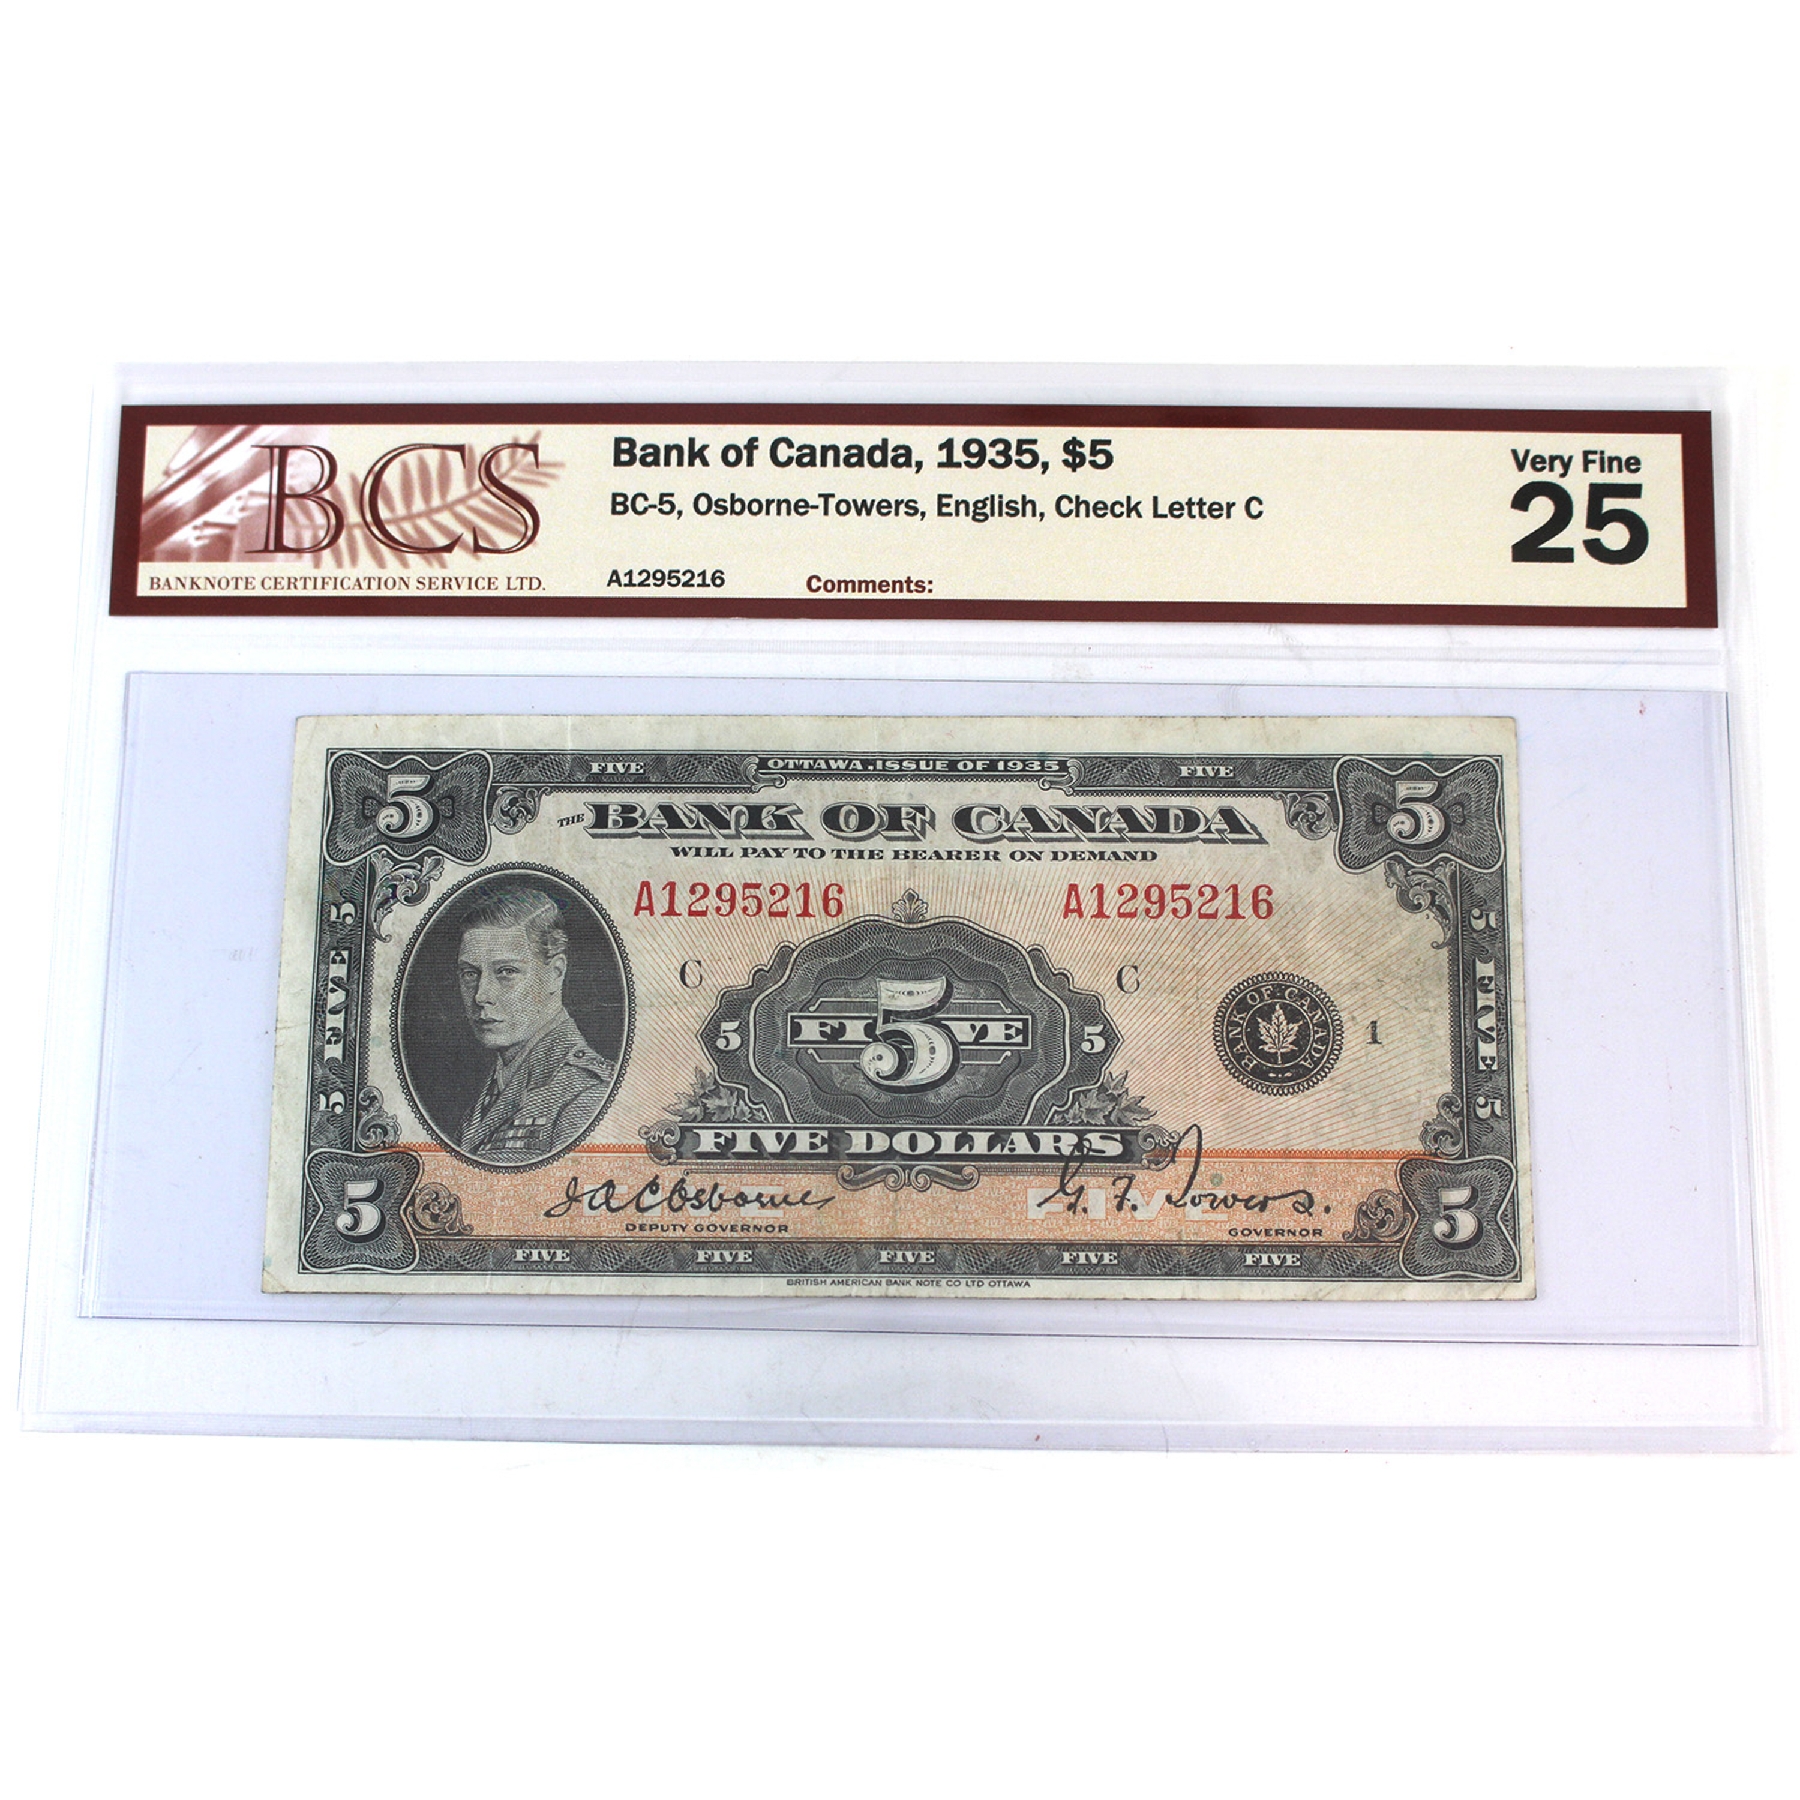 BCS
BANKNOTE CERTIFICATION SERVICE LTD.
Bank of Canada, 1935, $5
BC-5, Osborne-Towers, English, Check Letter C
A1295216 Comments:
Very Fine
25
FIVE OTTAWA, ISSUE OF 1935 FIVE
5 5
THE BANK OF CANADA
WILL PAY TO THE BEARER ON DEMAND
A1295216 A1295216
C C
5 FIVE 5
5 FIVE 5
5 FIVE 5
5
BANK OF CANADA
1
FIVE DOLLARS
5 5
FIVE FIVE
J A C Osborne G. F. Towers.
DEPUTY GOVERNOR GOVERNOR
FIVE FIVE FIVE FIVE FIVE
BRITISH AMERICAN BANK NOTE CO LTD OTTAWA